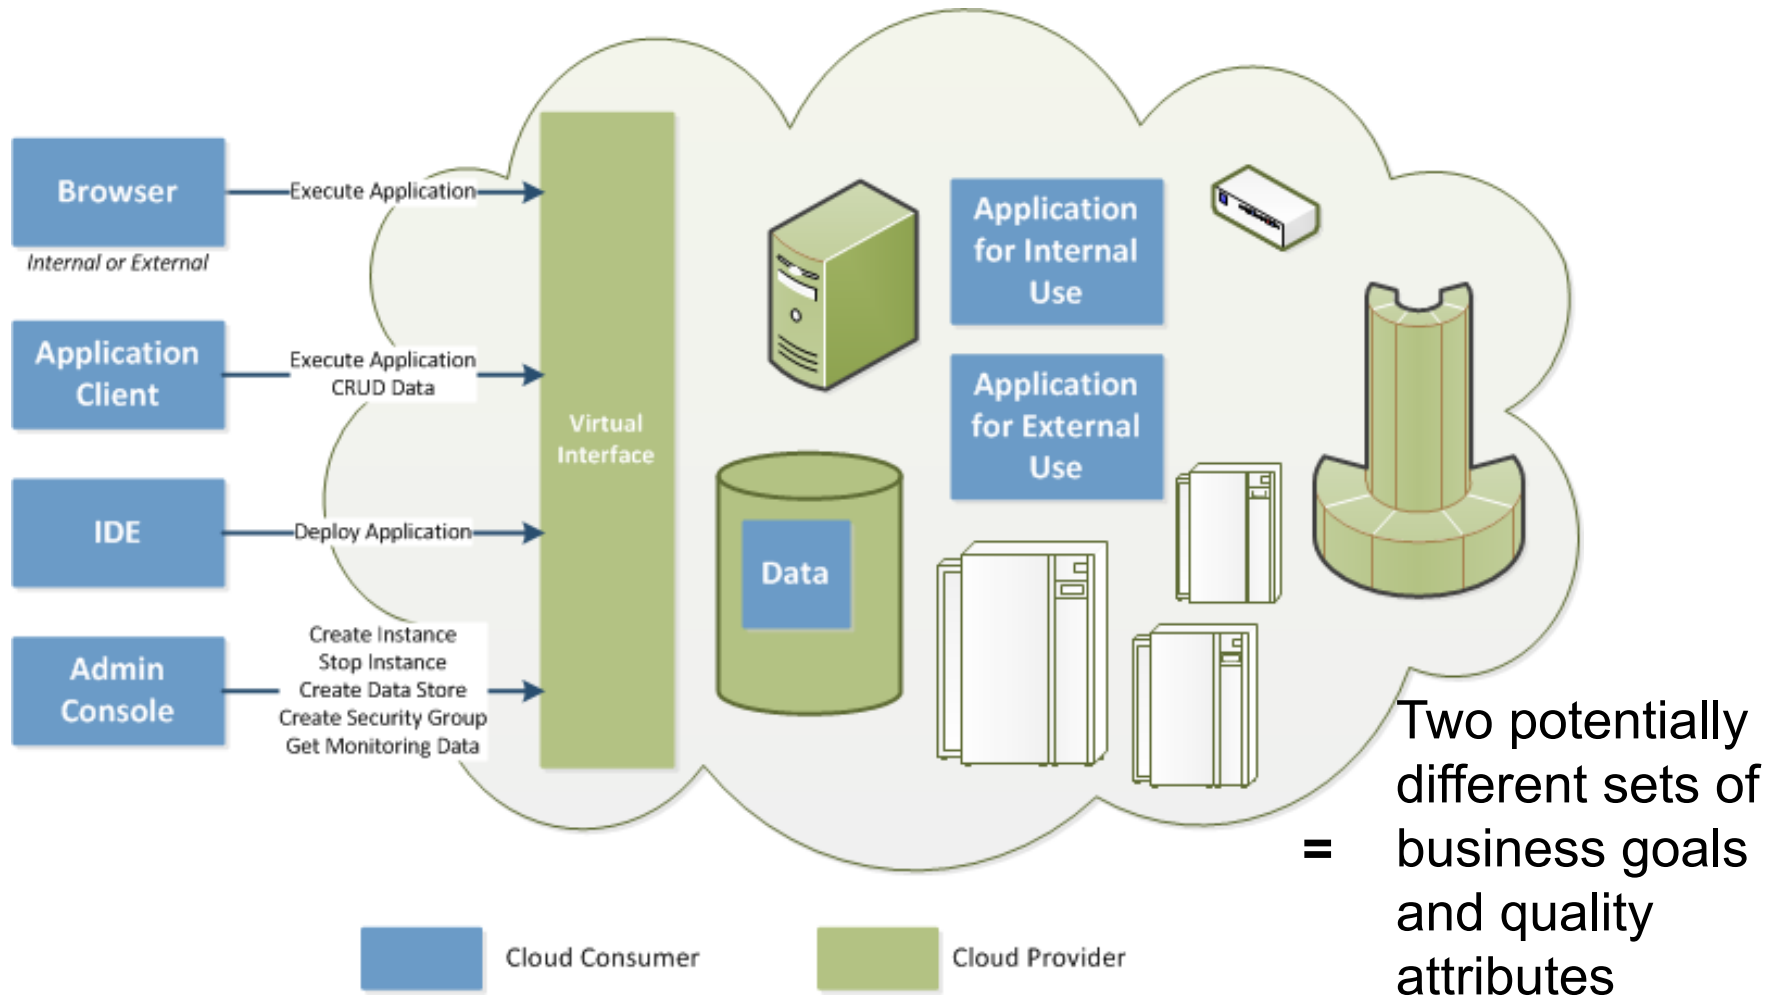 Browser
Internal or External
Execute Application
Application
Client
Execute Application
CRUD Data
IDE
Deploy Application
Admin
Console
Create Instance
Stop Instance
Create Data Store
Create Security Group
Get Monitoring Data
Virtual
Interface
Application
for Internal
Use
Application
for External
Use
Data
=
Two potentially
different sets of
business goals
and quality
attributes
Cloud Consumer
Cloud Provider